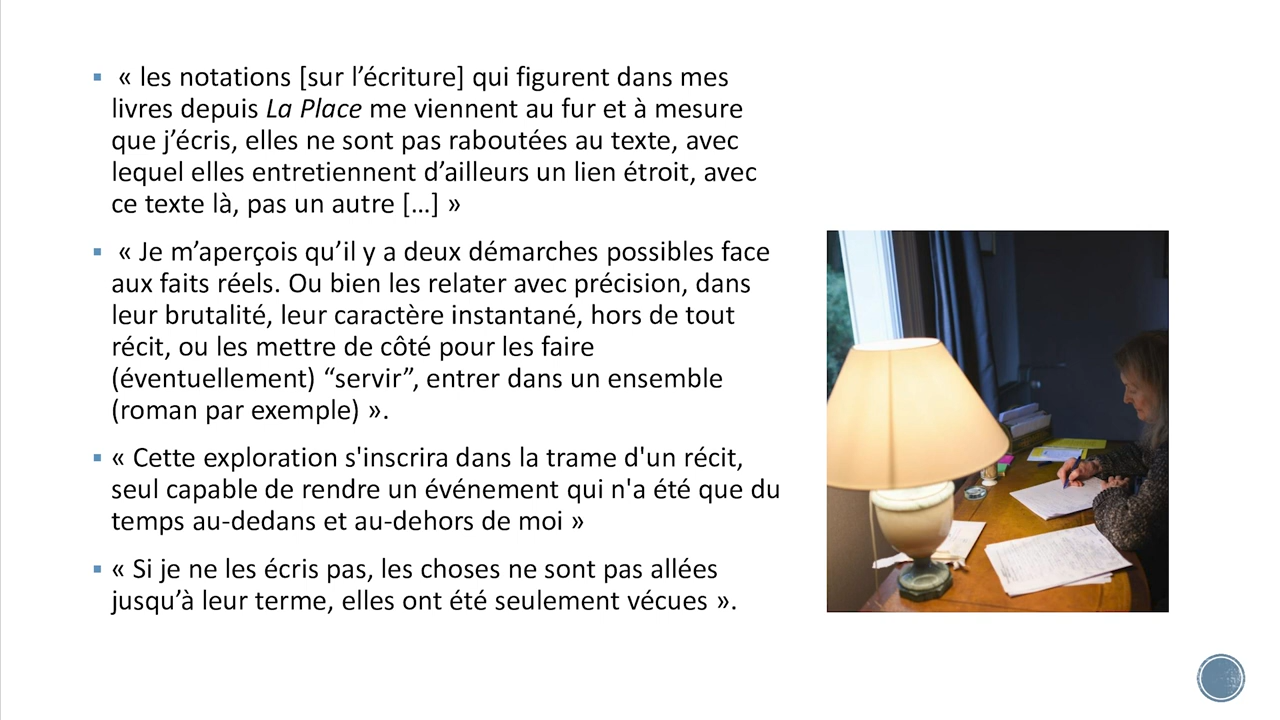 « les notations [sur l’écriture] qui figurent dans mes
livres depuis La Place me viennent au fur et à mesure
que j’écris, elles ne sont pas raboutées au texte, avec
lequel elles entretiennent d’ailleurs un lien étroit, avec
ce texte là, pas un autre […] »
« Je m’aperçois qu’il y a deux démarches possibles face
aux faits réels. Ou bien les relater avec précision, dans
leur brutalité, leur caractère instantané, hors de tout
récit, ou les mettre de côté pour les faire
(éventuellement) “servir”, entrer dans un ensemble
(roman par exemple) ».
« Cette exploration s'inscrira dans la trame d'un récit,
seul capable de rendre un événement qui n'a été que du
temps au-dedans et au-dehors de moi »
« Si je ne les écris pas, les choses ne sont pas allées
jusqu’à leur terme, elles ont été seulement vécues ».